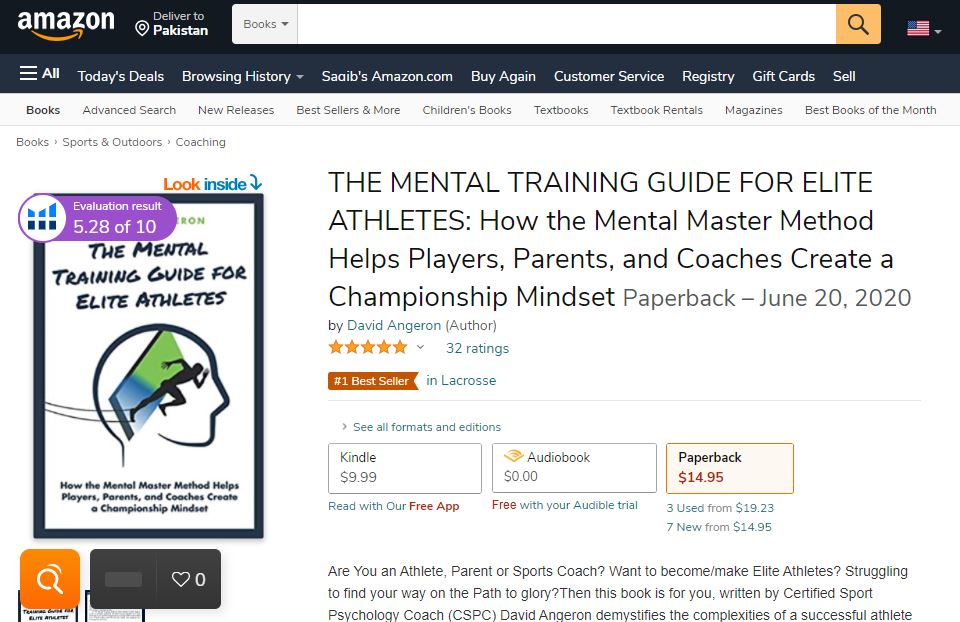 amazon
Deliver to
Pakistan
Books
All
Today's Deals
Browsing History
Saqib's Amazon.com
Buy Again
Customer Service
Registry
Gift Cards
Sell
Books
Advanced Search
New Releases
Best Sellers & More
Children's Books
Textbooks
Textbook Rentals
Magazines
Best Books of the Month
Books › Sports & Outdoors › Coaching
Look inside
Evaluation result
5.28 of 10
RON
THE MENTAL
TRAINING GUIDE FOR
ELITE ATHLETES
How the Mental Master Method Helps
Players, Parents, and Coaches Create
a Championship Mindset
0
TRAINING GUIDE FOR
ELITE ATHLETES
THE MENTAL TRAINING GUIDE FOR ELITE
ATHLETES: How the Mental Master Method
Helps Players, Parents, and Coaches Create a
Championship Mindset Paperback – June 20, 2020
by David Angeron (Author)
32 ratings
#1 Best Seller in Lacrosse
› See all formats and editions
Kindle
$9.99
Read with Our Free App
Audiobook
$0.00
Free with your Audible trial
Paperback
$14.95
3 Used from $19.23
7 New from $14.95
Are You an Athlete, Parent or Sports Coach? Want to become/make Elite Athletes? Struggling
to find your way on the Path to glory?Then this book is for you, written by Certified Sport
Psychology Coach (CSPC) David Angeron demystifies the complexities of a successful athlete